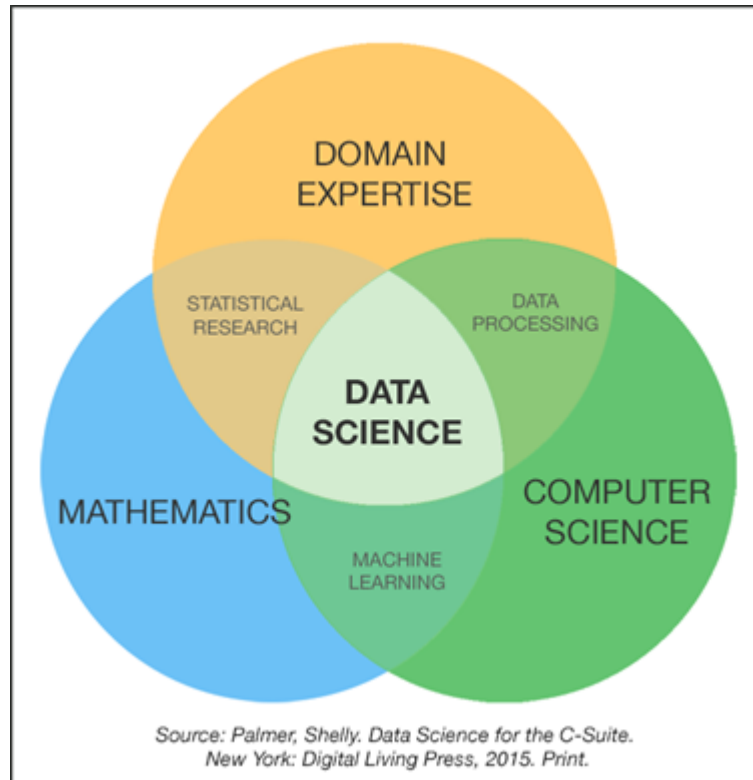 DOMAIN
EXPERTISE
STATISTICAL
RESEARCH
DATA
PROCESSING
DATA
SCIENCE
MATHEMATICS
COMPUTER
SCIENCE
MACHINE
LEARNING
Source: Palmer, Shelly. Data Science for the C-Suite.
New York: Digital Living Press, 2015. Print.